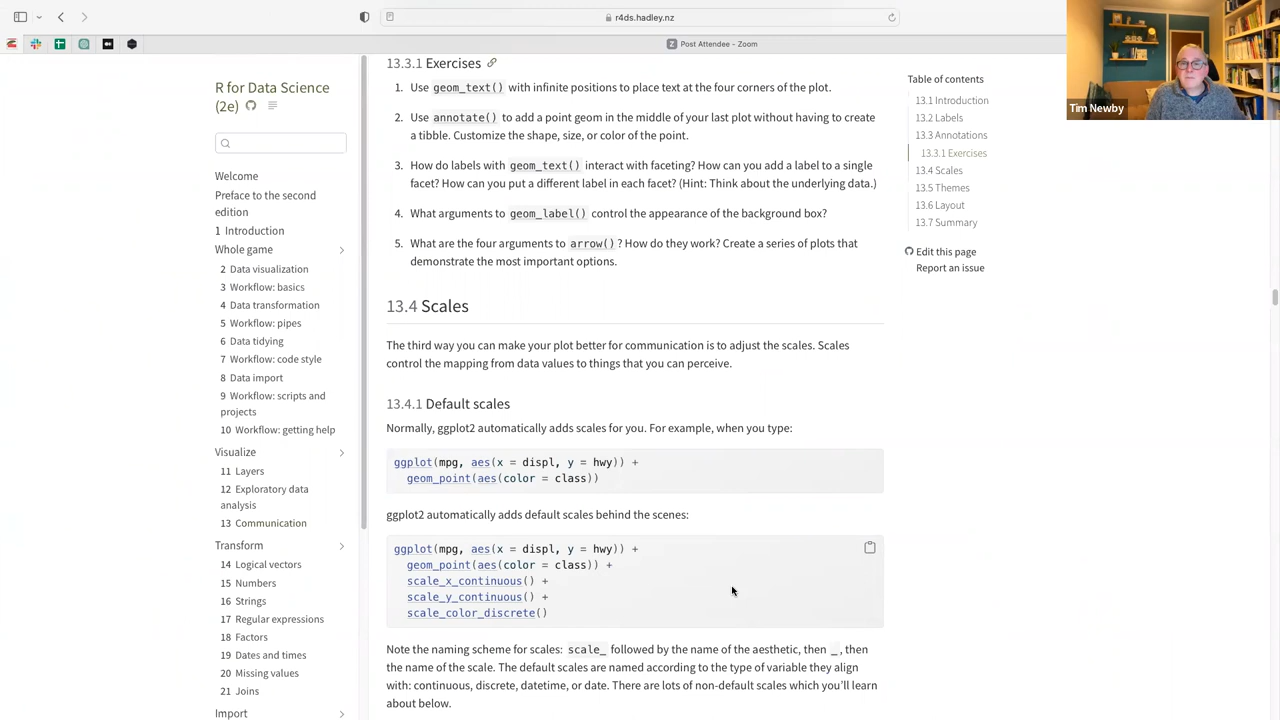 r4ds.hadley.nz
Post Attendee - Zoom
Tim Newby
R for Data Science
(2e)
Welcome
Preface to the second
edition
1 Introduction
Whole game
2 Data visualization
3 Workflow: basics
4 Data transformation
5 Workflow: pipes
6 Data tidying
7 Workflow: code style
8 Data import
9 Workflow: scripts and
projects
10 Workflow: getting help
Visualize
11 Layers
12 Exploratory data
analysis
13 Communication
Transform
14 Logical vectors
15 Numbers
16 Strings
17 Regular expressions
18 Factors
19 Dates and times
20 Missing values
21 Joins
Import
13.3.1 Exercises
1. Use geom_text() with infinite positions to place text at the four corners of the plot.
2. Use annotate() to add a point geom in the middle of your last plot without having to create
a tibble. Customize the shape, size, or color of the point.
3. How do labels with geom_text() interact with faceting? How can you add a label to a single
facet? How can you put a different label in each facet? (Hint: Think about the underlying data.)
4. What arguments to geom_label() control the appearance of the background box?
5. What are the four arguments to arrow()? How do they work? Create a series of plots that
demonstrate the most important options.
13.4 Scales
The third way you can make your plot better for communication is to adjust the scales. Scales
control the mapping from data values to things that you can perceive.
13.4.1 Default scales
Normally, ggplot2 automatically adds scales for you. For example, when you type:
ggplot(mpg, aes(x = displ, y = hwy)) +
geom_point(aes(color = class))
ggplot2 automatically adds default scales behind the scenes:
ggplot(mpg, aes(x = displ, y = hwy)) +
geom_point(aes(color = class)) +
scale_x_continuous() +
scale_y_continuous() +
scale_color_discrete()
Note the naming scheme for scales: scale_ followed by the name of the aesthetic, then _, then
the name of the scale. The default scales are named according to the type of variable they align
with: continuous, discrete, datetime, or date. There are lots of non-default scales which you'll learn
about below.
Table of contents
13.1 Introduction
13.2 Labels
13.3 Annotations
13.3.1 Exercises
13.4 Scales
13.5 Themes
13.6 Layout
13.7 Summary
Edit this page
Report an issue